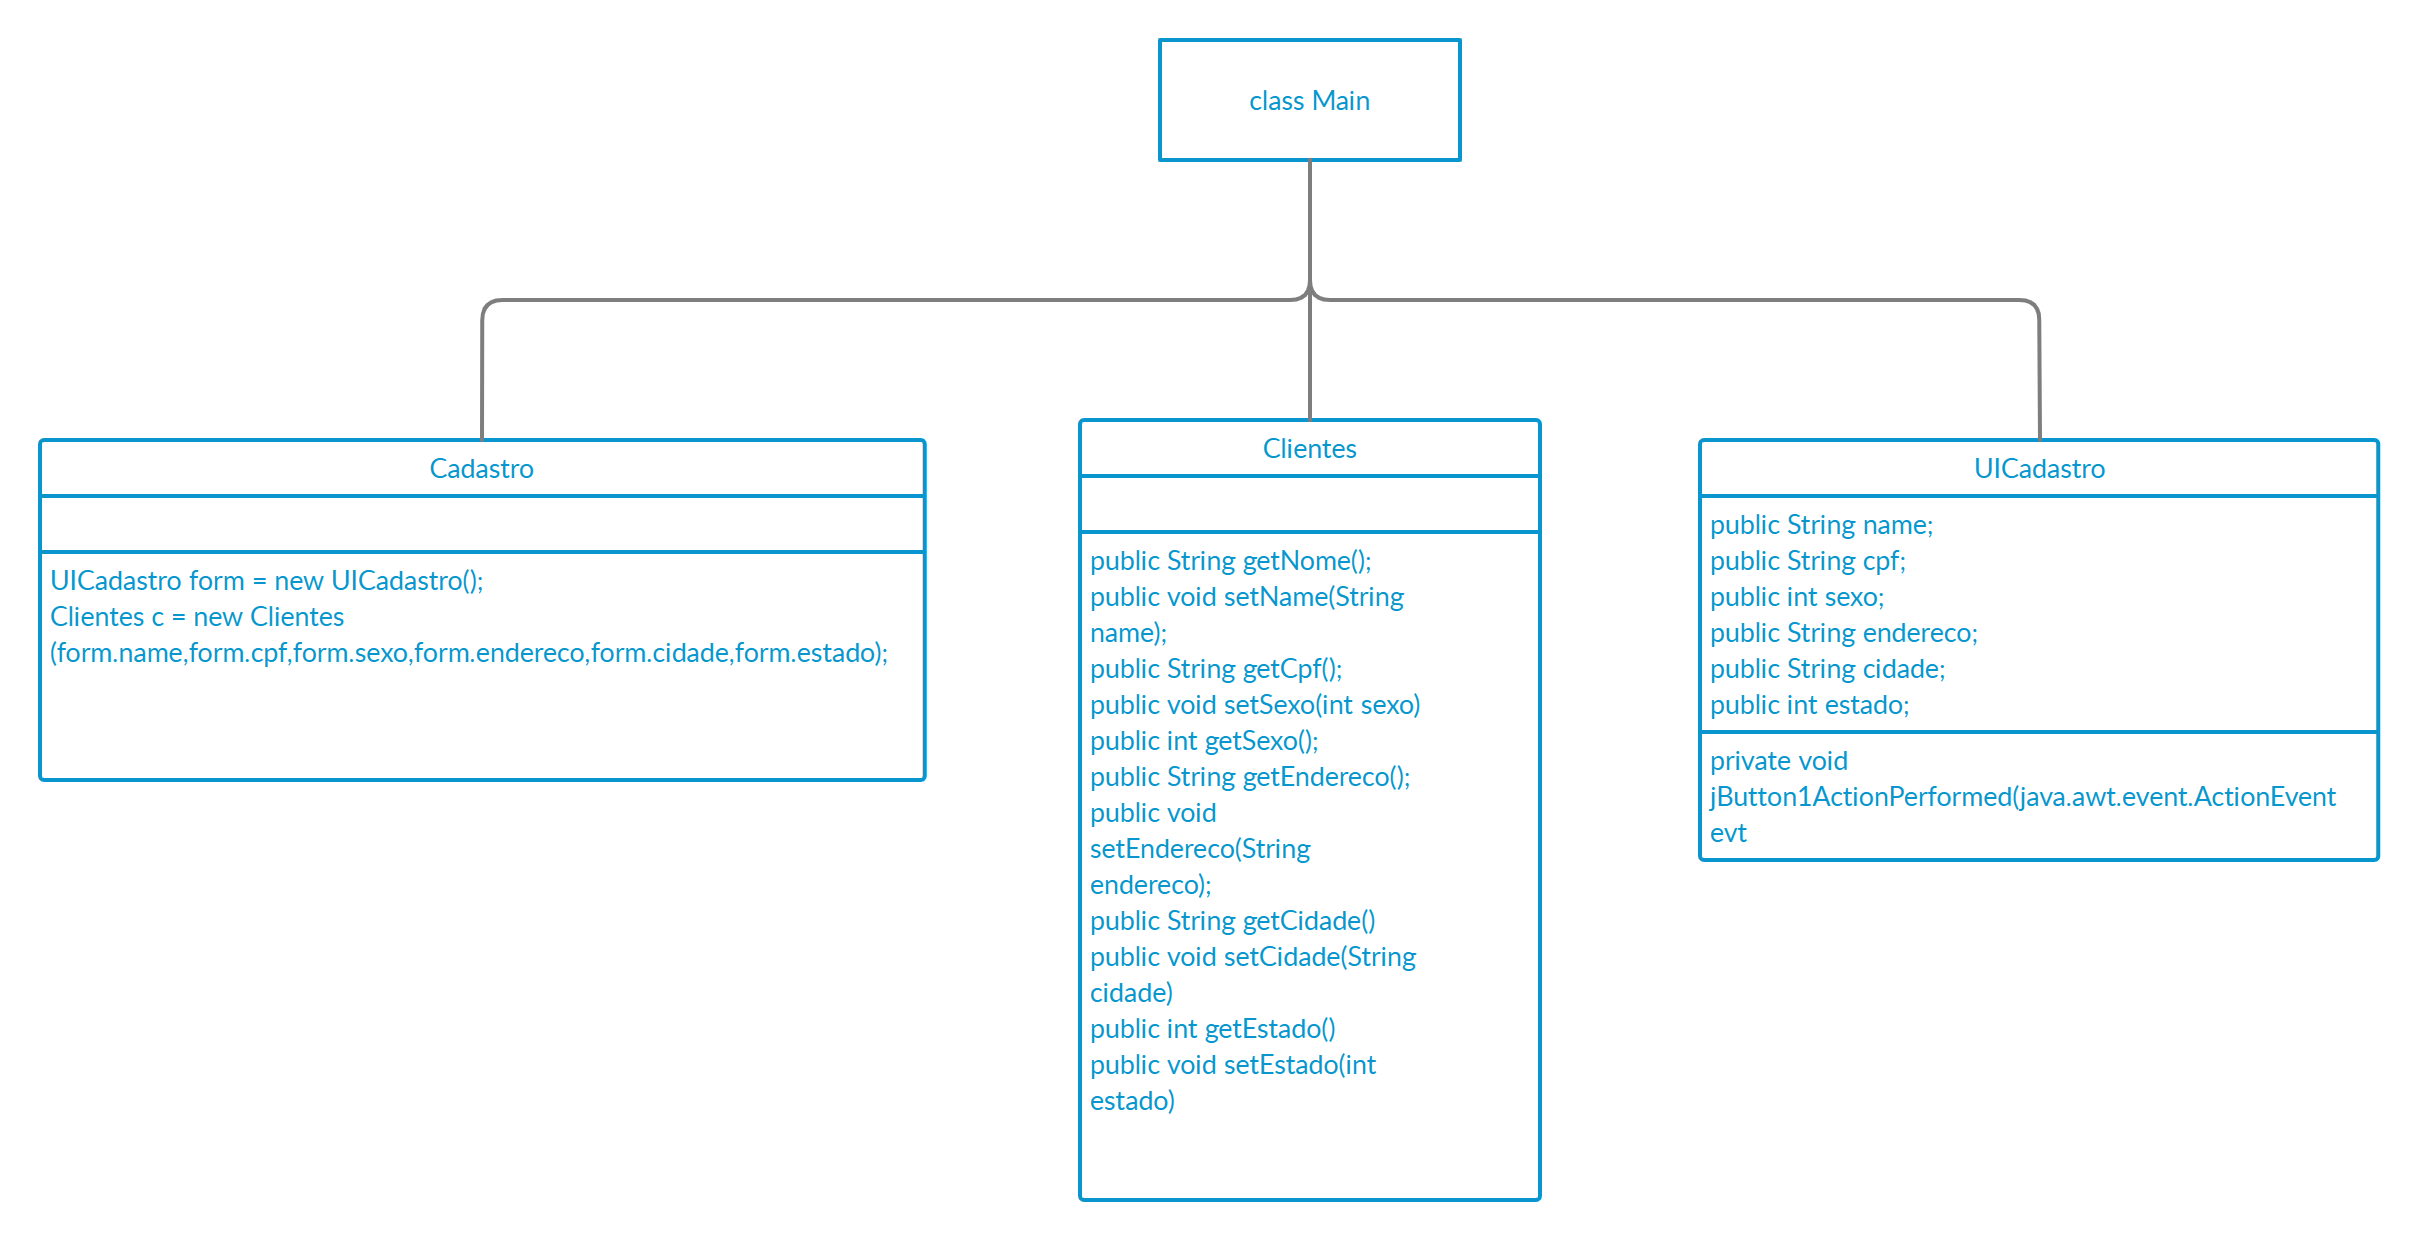 class Main
Cadastro
UICadastro form = new UICadastro();
Clientes c = new Clientes
(form.name,form.cpf,form.sexo,form.endereco,form.cidade,form.estado);
Clientes
public String getNome();
public void setName(String
name);
public String getCpf();
public void setSexo(int sexo)
public int getSexo();
public String getEndereco();
public void
setEndereco(String
endereco);
public String getCidade()
public void setCidade(String
cidade)
public int getEstado()
public void setEstado(int
estado)
UICadastro
public String name;
public String cpf;
public int sexo;
public String endereco;
public String cidade;
public int estado;
private void
jButton1ActionPerformed(java.awt.event.ActionEvent
evt